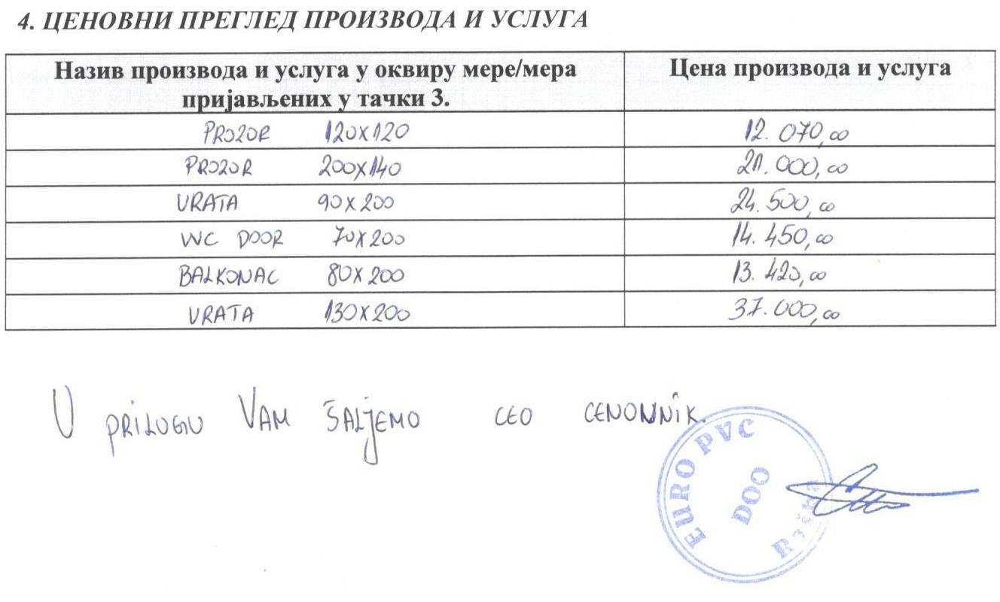 4. ЦЕНОВНИ ПРЕГЛЕД ПРОИЗВОДА И УСЛУГА
Назив производа и услуга у оквиру мере/мера
пријављених у тачки 3.
Цена производа и услуга
PROZOR 120X120 12.070,00
PROZOR 200X140 21.000,00
VRATA 90X200 24.500,00
WC DOOR 70X200 14.450,00
BALKONAC 80X200 13.420,00
VRATA 130X200 37.000,00
U PRILOGU VAM ŠALJEMO CEO CENOVNIK.
EURO PVC
DOO
Raška